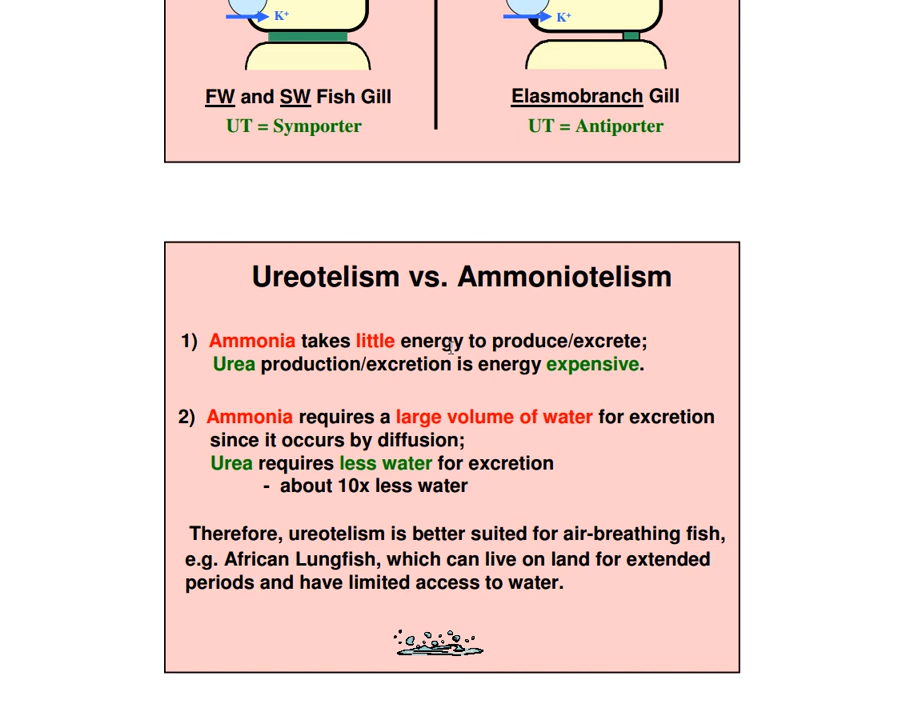 K+ K+
FW and SW Fish Gill
UT = Symporter
Elasmobranch Gill
UT = Antiporter
Ureotelism vs. Ammoniotelism
1) Ammonia takes little energy to produce/excrete;
Urea production/excretion is energy expensive.
2) Ammonia requires a large volume of water for excretion
since it occurs by diffusion;
Urea requires less water for excretion
- about 10x less water
Therefore, ureotelism is better suited for air-breathing fish,
e.g. African Lungfish, which can live on land for extended
periods and have limited access to water.